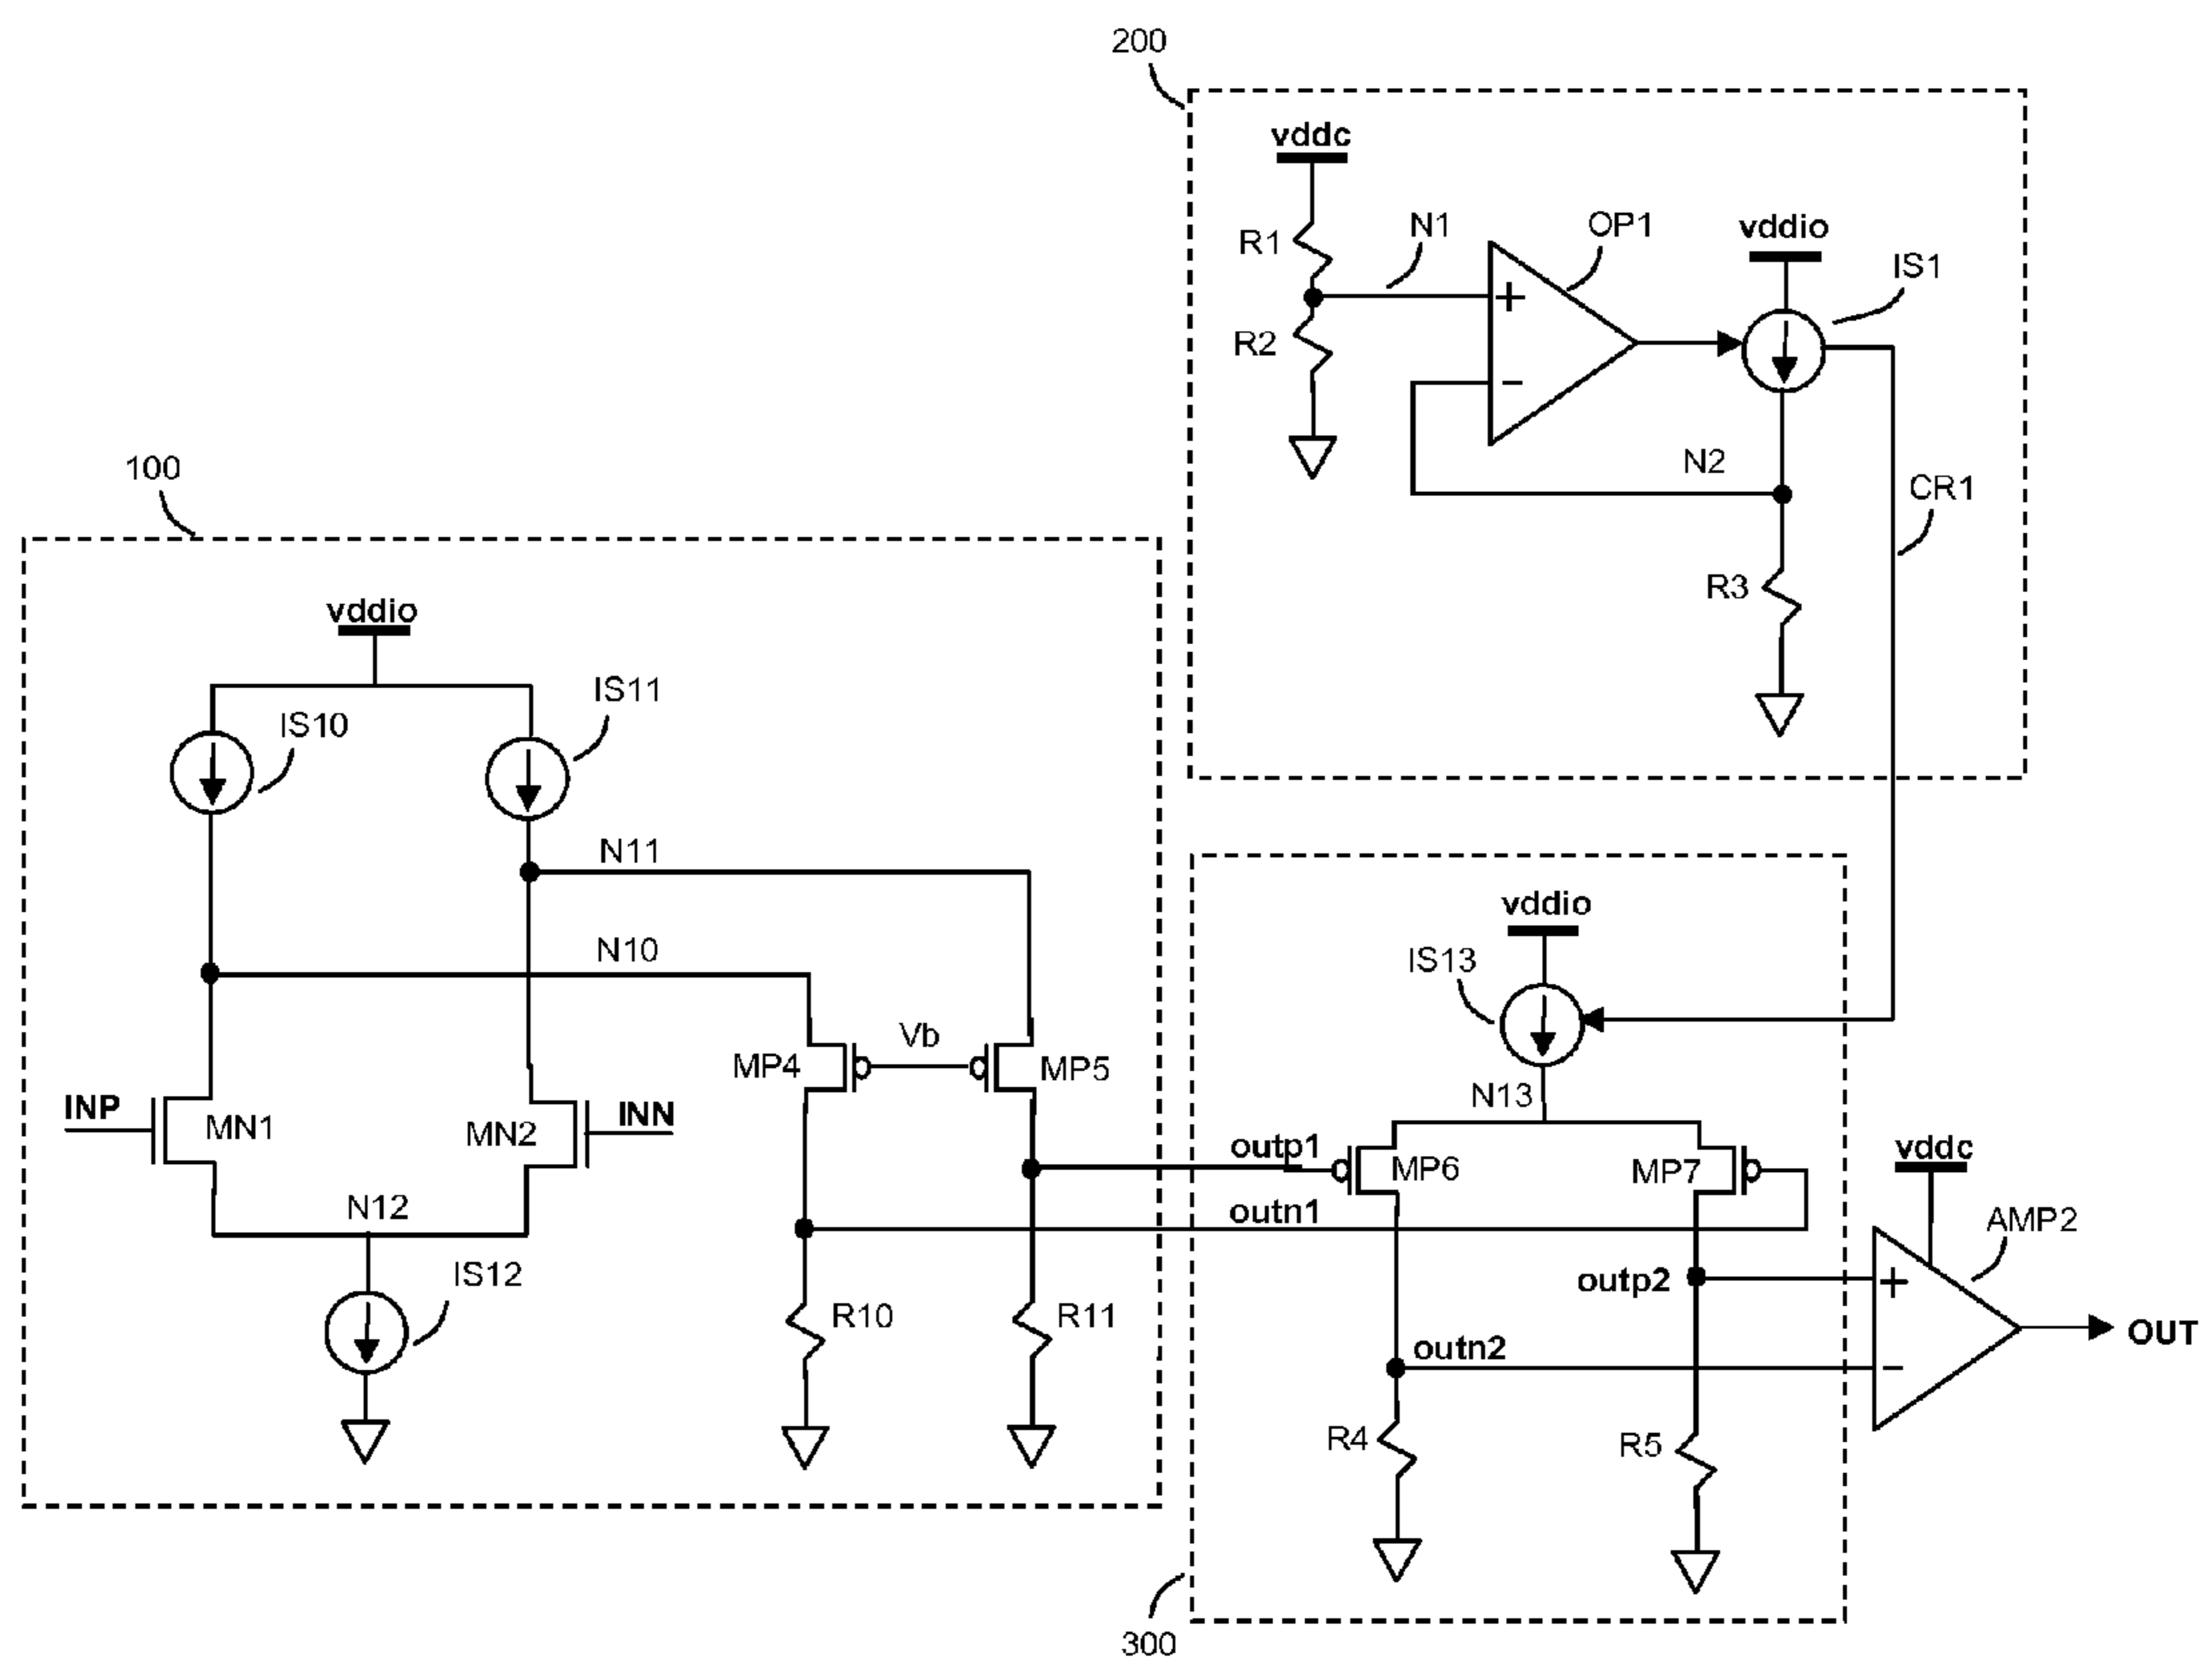 200
vddc
R1
N1
OP1
vddio
IS1
R2
N2
CR1
R3
100
vddio
IS10
IS11
N11
N10
Vb
MP4
MP5
INP
MN1
MN2
INN
N12
IS12
R10
R11
vddio
IS13
N13
outp1
MP6
MP7
outn1
vddc
AMP2
outp2
outn2
OUT
R4
R5
300
+
-
+
-